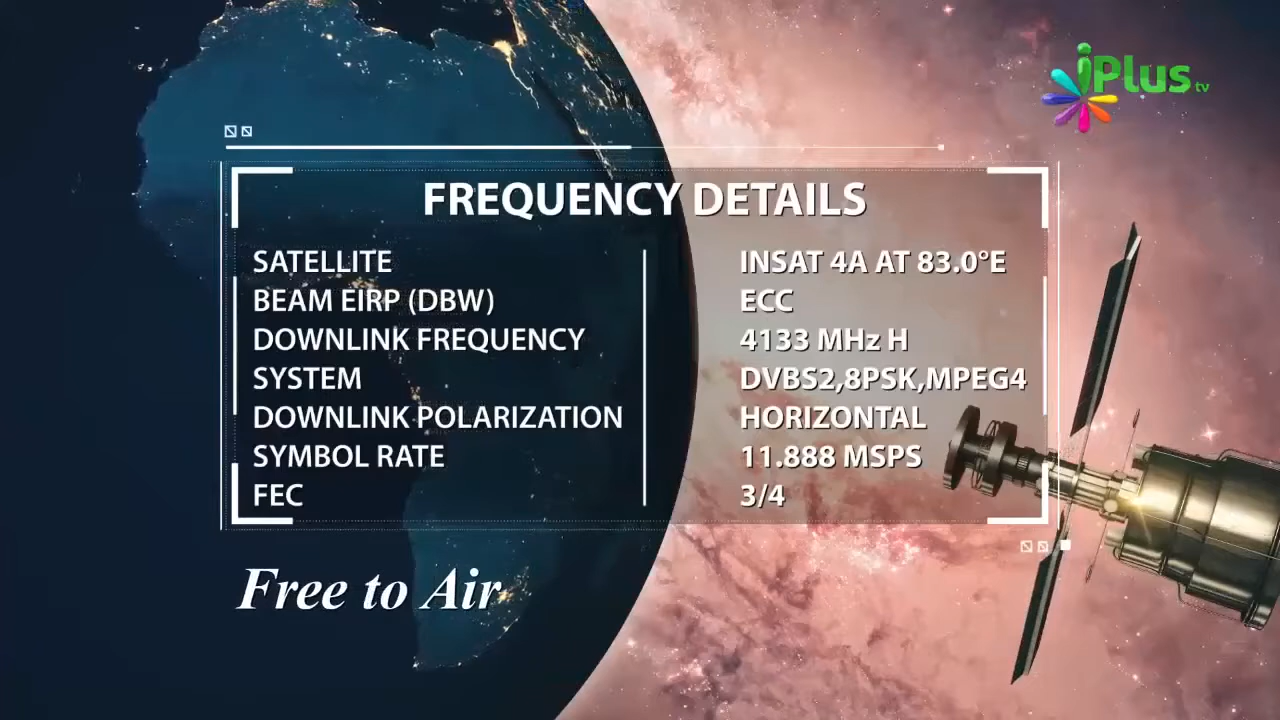 iPlus tv
FREQUENCY DETAILS
SATELLITE INSAT 4A AT 83.0°E
BEAM EIRP (DBW) ECC
DOWNLINK FREQUENCY 4133 MHz H
SYSTEM DVBS2,8PSK,MPEG4
DOWNLINK POLARIZATION HORIZONTAL
SYMBOL RATE 11.888 MSPS
FEC 3/4
Free to Air